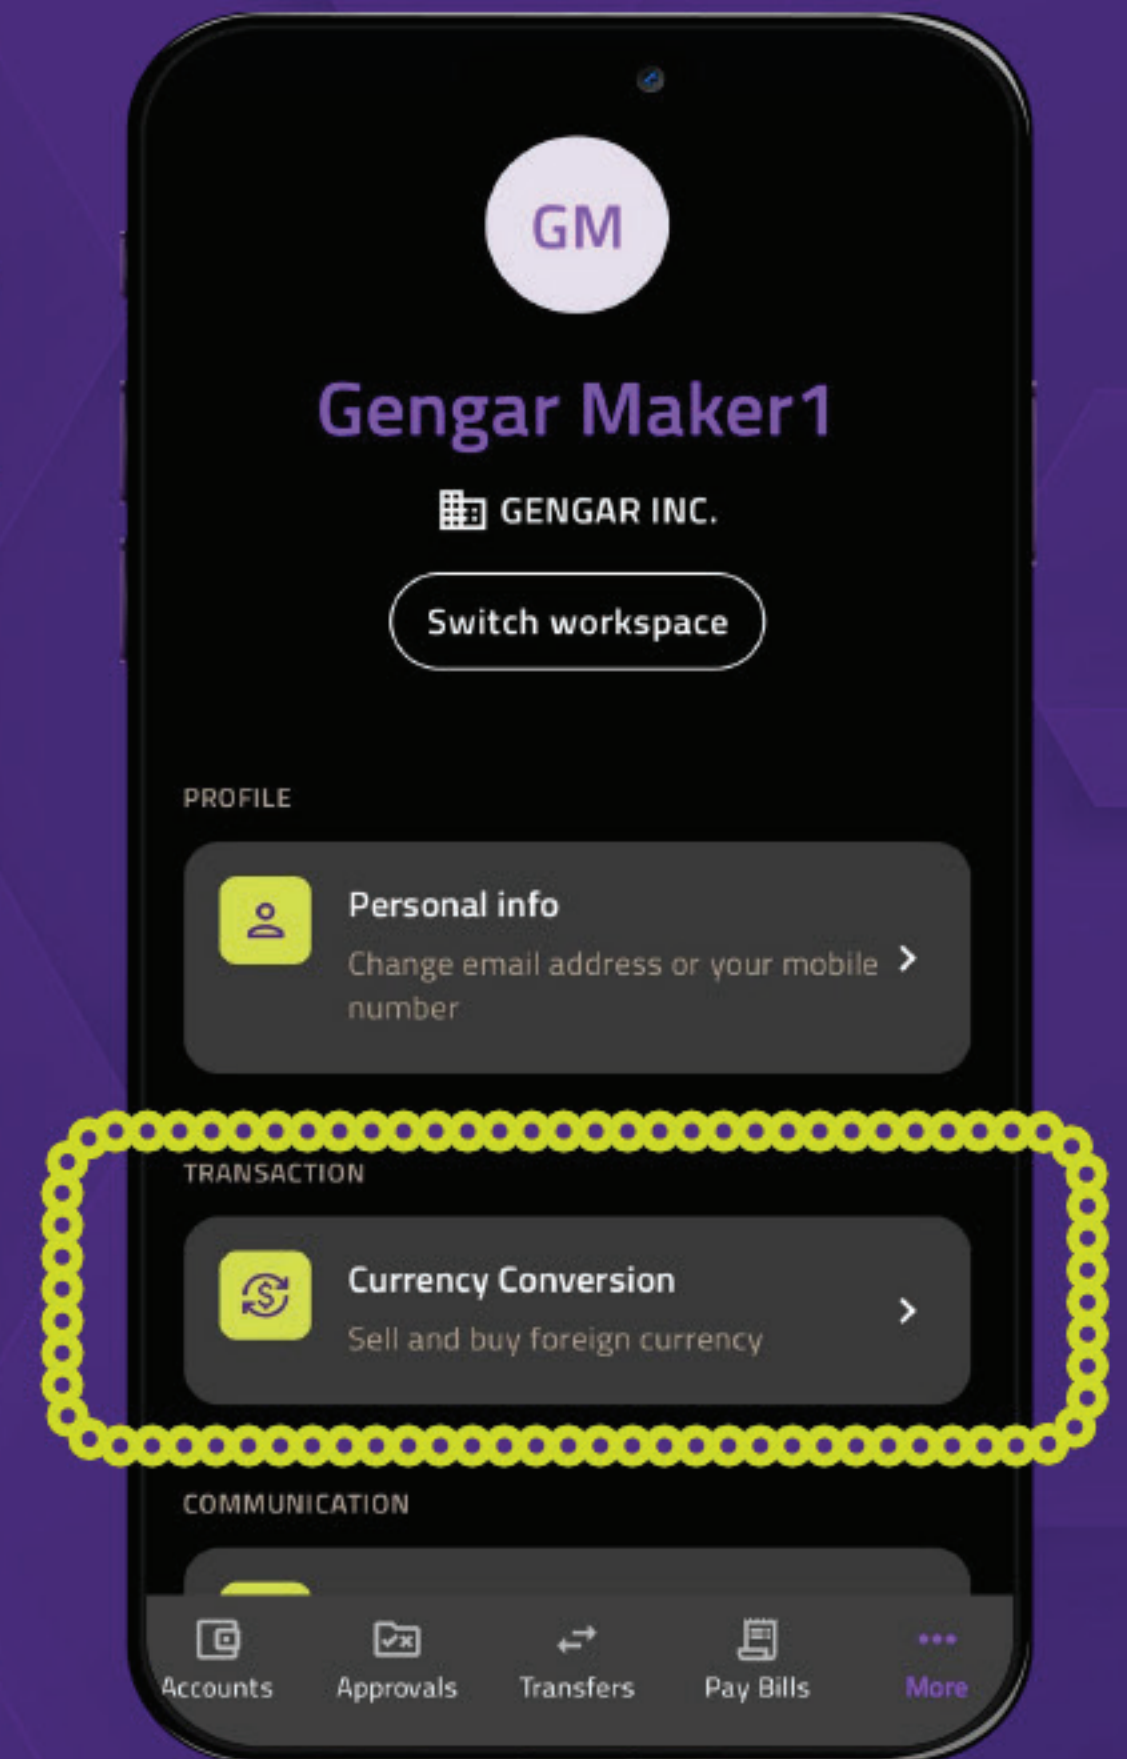 GM
Gengar Maker1
GENGAR INC.
Switch workspace
PROFILE
Personal info
Change email address or your mobile
number
TRANSACTION
Currency Conversion
Sell and buy foreign currency
COMMUNICATION
Accounts
Approvals
Transfers
Pay Bills
More